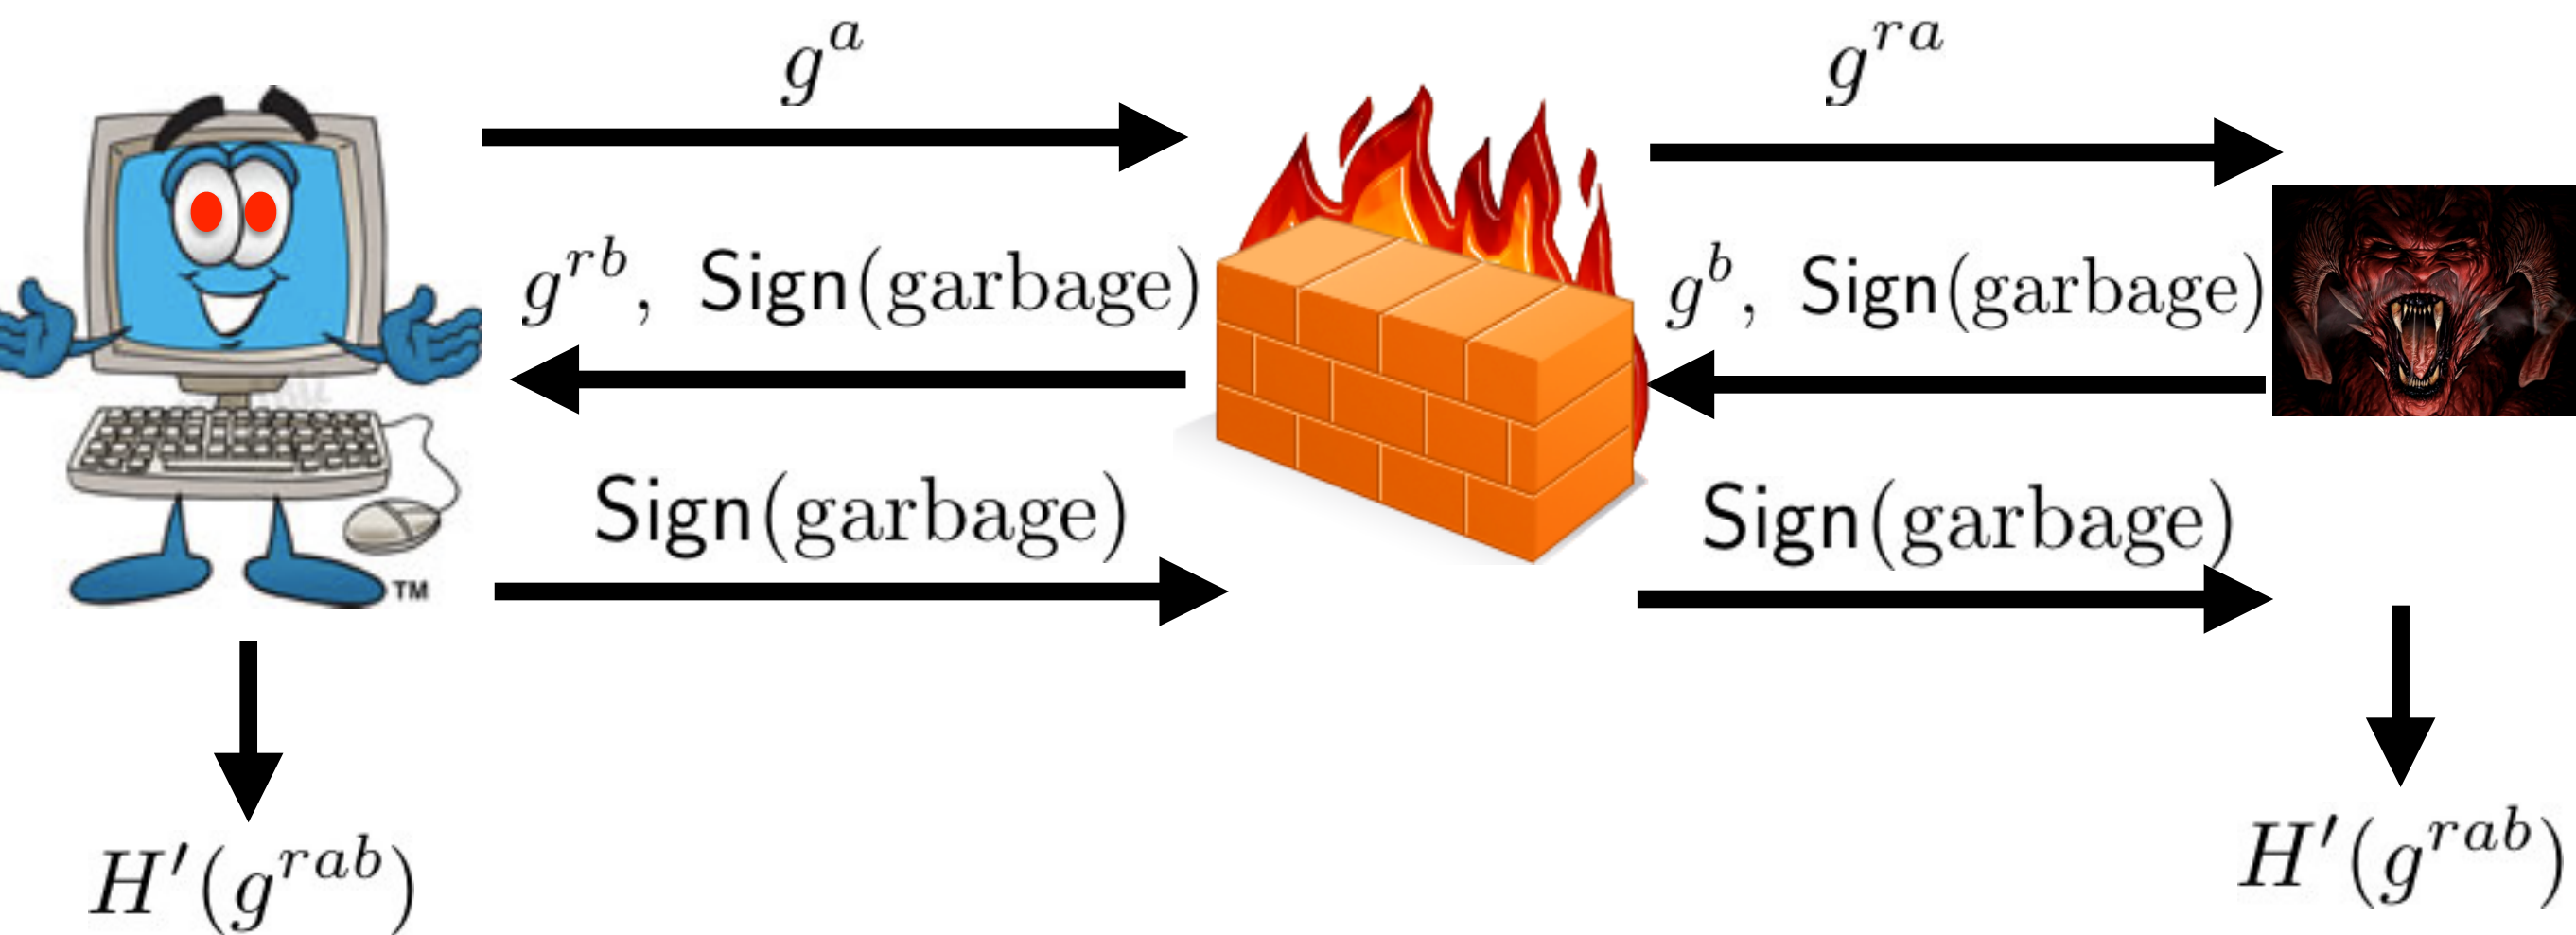 g^a
g^{ra}
g^{rb}, Sign(garbage)
g^b, Sign(garbage)
Sign(garbage)
Sign(garbage)
TM
H′(g^{rab})
H′(g^{rab})